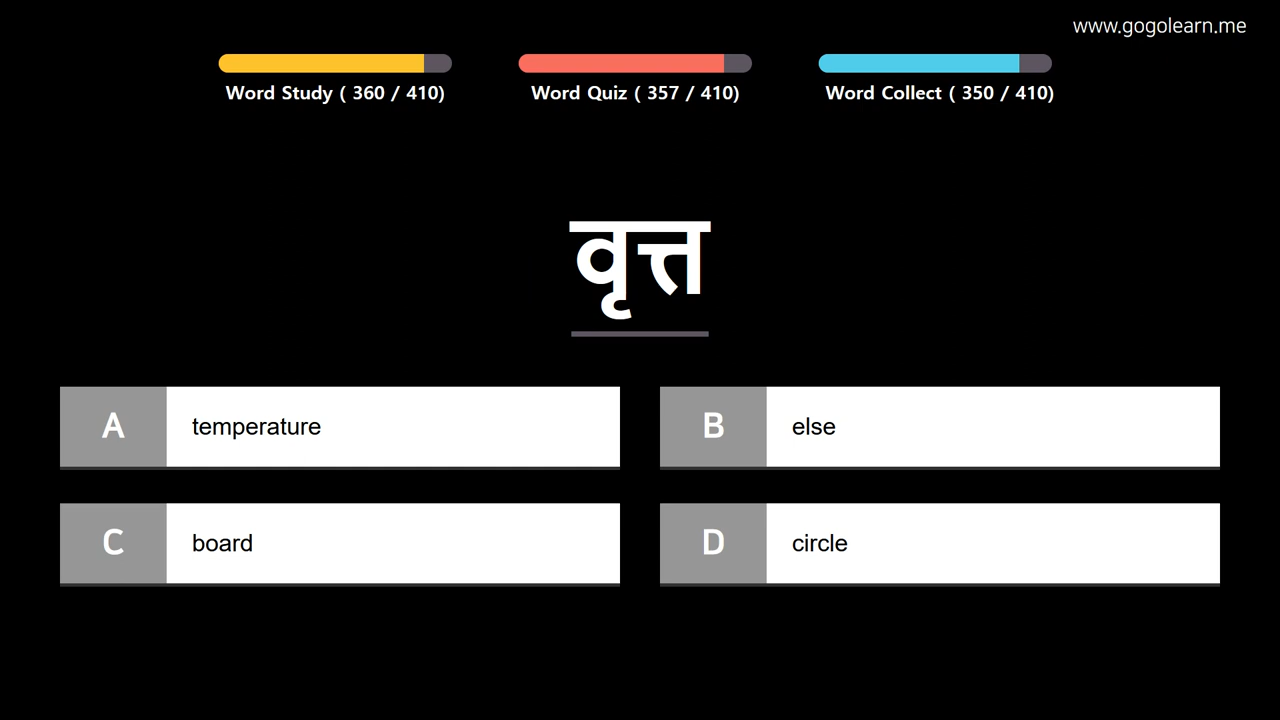 www.gogolearn.me
Word Study ( 360 / 410)
Word Quiz ( 357 / 410)
Word Collect ( 350 / 410)
वृत्त
A temperature
B else
C board
D circle